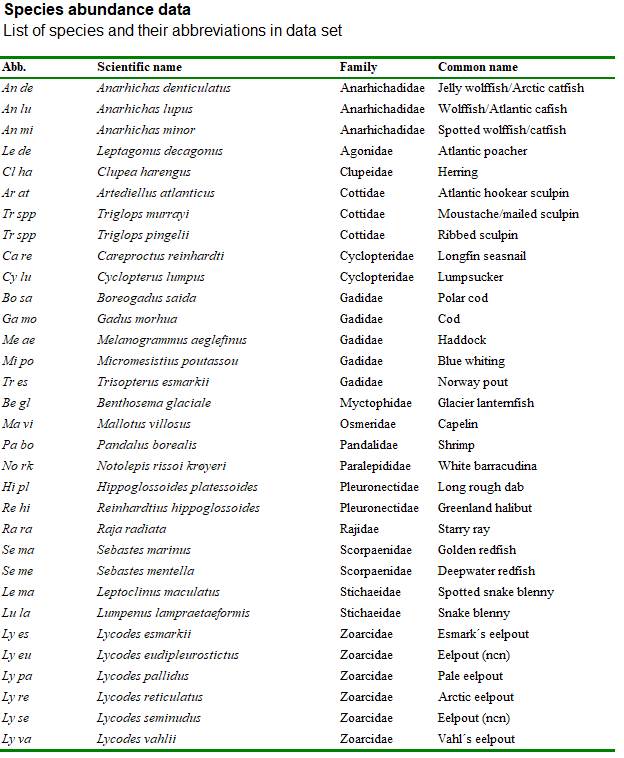 Species abundance data
List of species and their abbreviations in data set
Abb. Scientific name Family Common name
An de Anarhichas denticulatus Anarhichadidae Jelly wolffish/Arctic catfish
An lu Anarhichas lupus Anarhichadidae Wolffish/Atlantic cafish
An mi Anarhichas minor Anarhichadidae Spotted wolffish/catfish
Le de Leptagonus decagonus Agonidae Atlantic poacher
Cl ha Clupea harengus Clupeidae Herring
Ar at Artediellus atlanticus Cottidae Atlantic hookear sculpin
Tr spp Triglops murrayi Cottidae Moustache/mailed sculpin
Tr spp Triglops pingelii Cottidae Ribbed sculpin
Ca re Careproctus reinhardti Cyclopteridae Longfin seasnail
Cy lu Cyclopterus lumpus Cyclopteridae Lumpsucker
Bo sa Boreogadus saida Gadidae Polar cod
Ga mo Gadus morhua Gadidae Cod
Me ae Melanogrammus aeglefinus Gadidae Haddock
Mi po Micromesistius poutassou Gadidae Blue whiting
Tr es Trisopterus esmarkii Gadidae Norway pout
Be gl Benthosema glaciale Myctophidae Glacier lanternfish
Ma vi Mallotus villosus Osmeridae Capelin
Pa bo Pandalus borealis Pandalidae Shrimp
No rk Notolepis rissoi kroyeri Paralepididae White barracudina
Hi pl Hippoglossoides platessoides Pleuronectidae Long rough dab
Re hi Reinhardtius hippoglossoides Pleuronectidae Greenland halibut
Ra ra Raja radiata Rajidae Starry ray
Se ma Sebastes marinus Scorpaenidae Golden redfish
Se me Sebastes mentella Scorpaenidae Deepwater redfish
Le ma Leptoclinus maculatus Stichaeidae Spotted snake blenny
Lu la Lumpenus lampraetaeformis Stichaeidae Snake blenny
Ly es Lycodes esmarkii Zoarcidae Esmark´s eelpout
Ly eu Lycodes eudipleurostictus Zoarcidae Eelpout (ncn)
Ly pa Lycodes pallidus Zoarcidae Pale eelpout
Ly re Lycodes reticulatus Zoarcidae Arctic eelpout
Ly se Lycodes seminudus Zoarcidae Eelpout (ncn)
Ly va Lycodes vahlii Zoarcidae Vahl´s eelpout